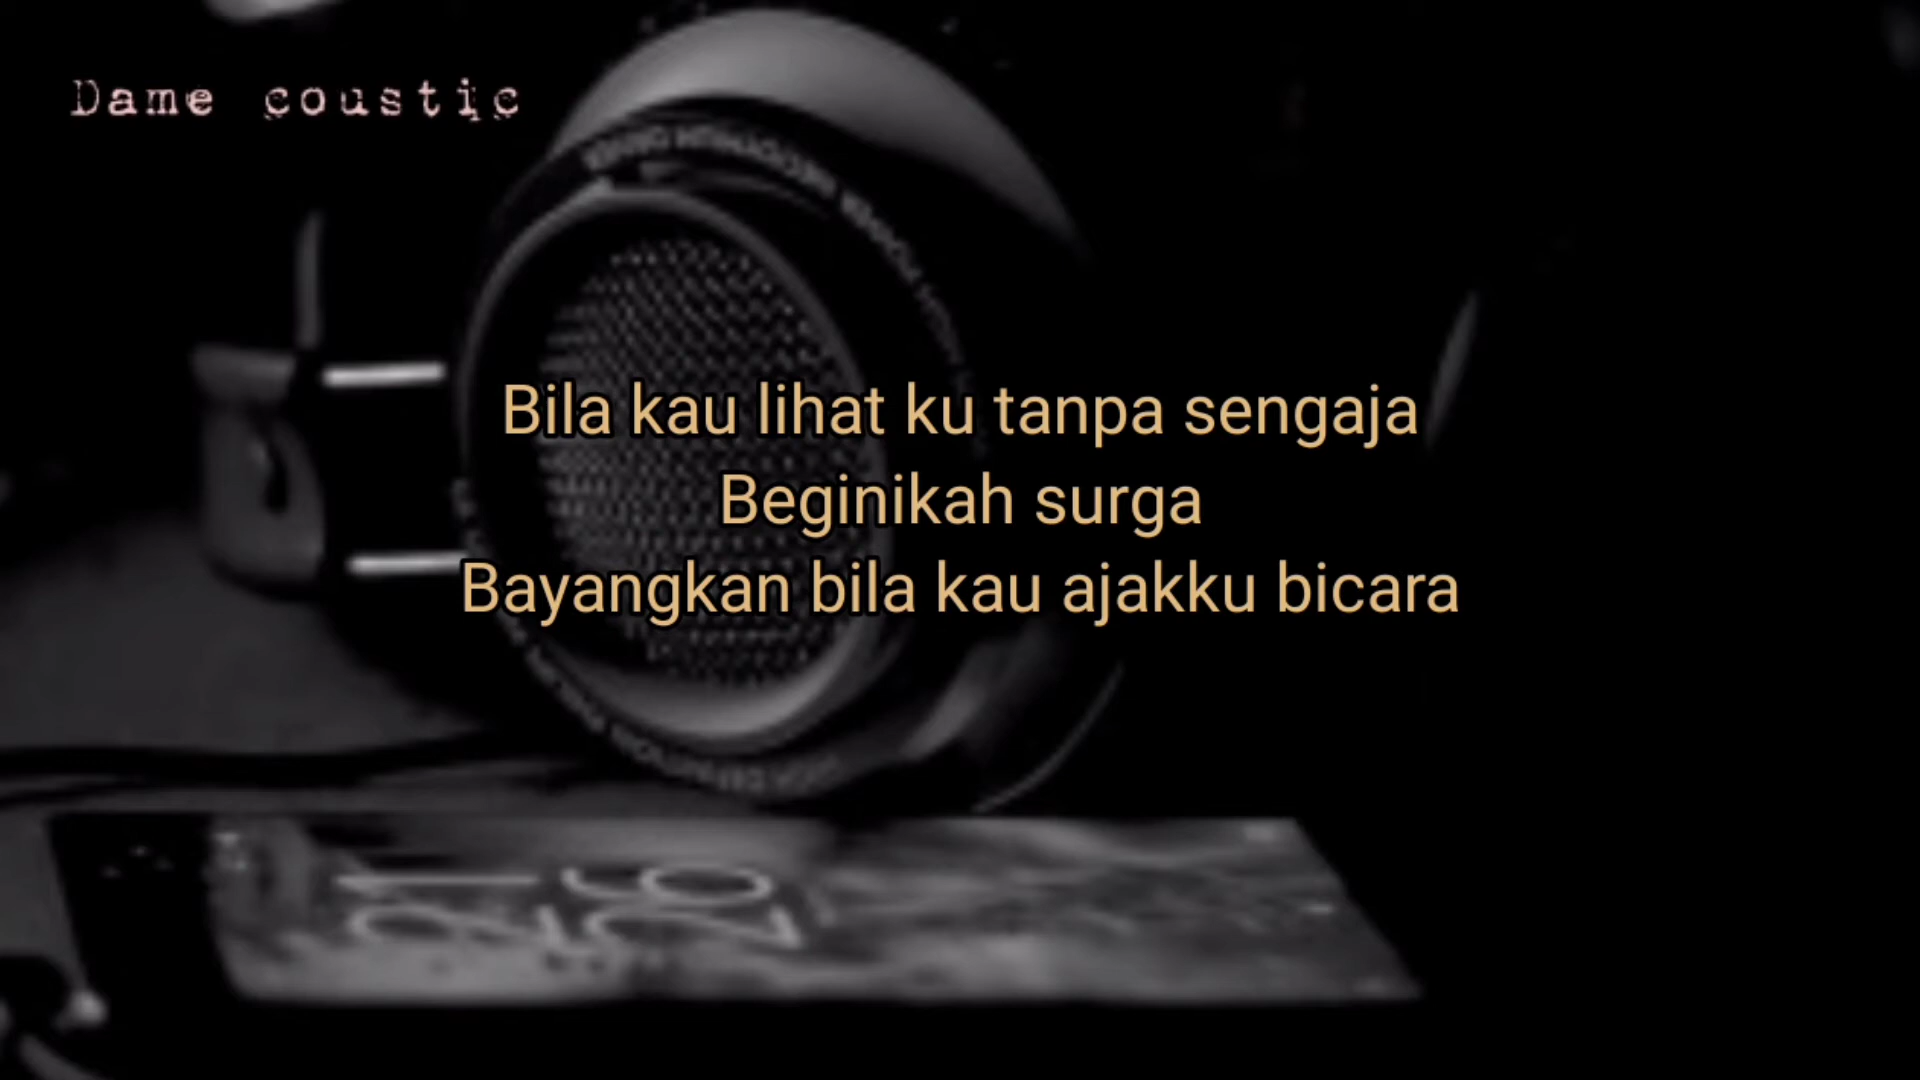 Dame coustic
Bila kau lihat ku tanpa sengaja
Beginikah surga
Bayangkan bila kau ajakku bicara